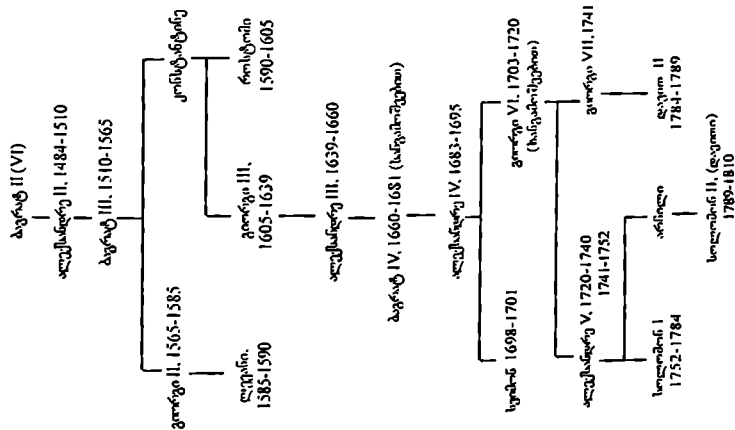 ბაგრატ II (VI)
ალექსანდრე II, 1484-1510
ბაგრატ III, 1510-1565
გიორგი II, 1565-1585
კონსტანტინე
ლევანი,
1585-1590
გიორგი III,
1605-1639
როსტომი
1590-1605
ალექსანდრე III, 1639-1660
ბაგრატ IV, 1660-1681 (ხანგამოშვებით)
ალექსანდრე IV, 1683-1695
სიმონ 1698-1701
გიორგი VI, 1703-1720
(ხანგამოშვებით)
ალექსანდრე V, 1720-1740
1741-1752
გიორგი VII, 1741
სოლომონ I
1752-1784
არჩილი
დავით II
1784-1789
სოლომონ II, (დავითი)
1789-1810